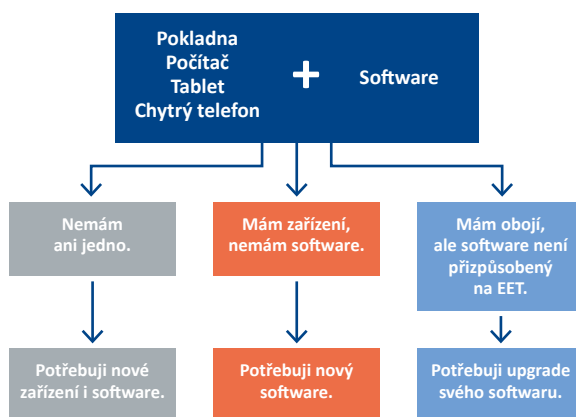 Pokladna
Počítač
Tablet
Chytrý telefon
+
Software
Nemám
ani jedno.
Mám zařízení,
nemám software.
Mám obojí,
ale software není
přizpůsobený
na EET.
Potřebuji nové
zařízení i software.
Potřebuji nový
software.
Potřebuji upgrade
svého softwaru.